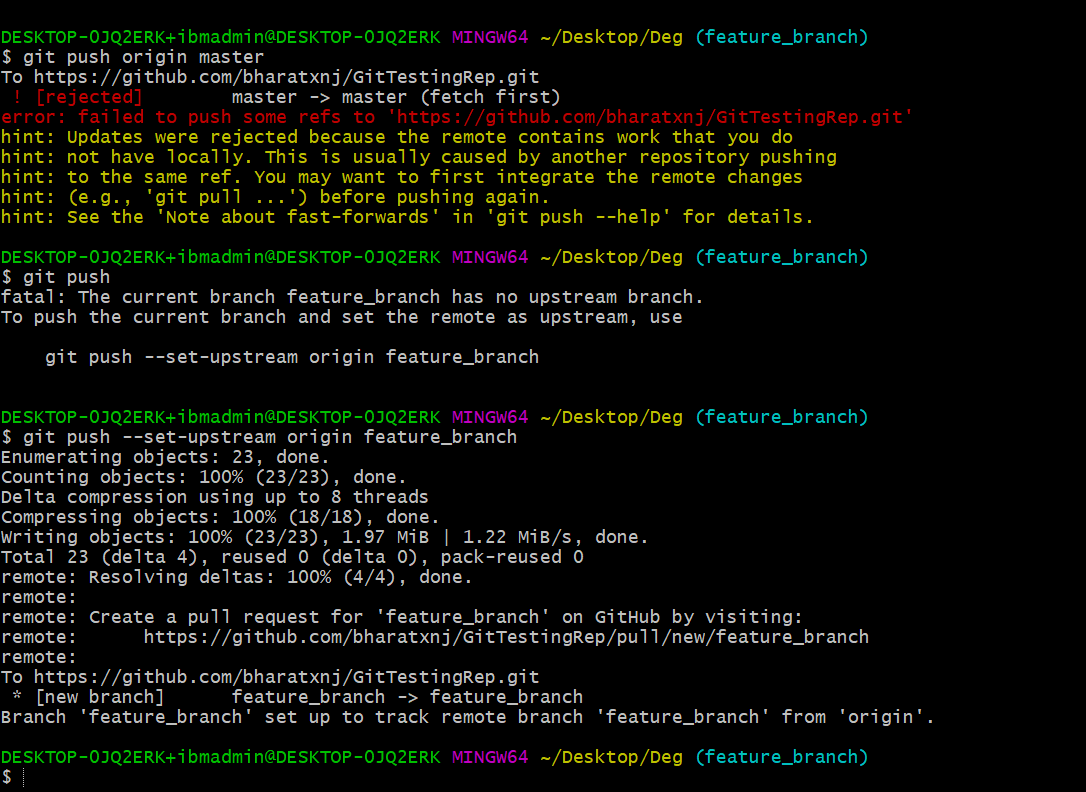 DESKTOP-0JQ2ERK+ibmadmin@DESKTOP-0JQ2ERK MINGW64 ~/Desktop/Deg (feature_branch)
$ git push origin master
To https://github.com/bharatxnj/GitTestingRep.git
 ! [rejected]        master -> master (fetch first)
error: failed to push some refs to 'https://github.com/bharatxnj/GitTestingRep.git'
hint: Updates were rejected because the remote contains work that you do
hint: not have locally. This is usually caused by another repository pushing
hint: to the same ref. You may want to first integrate the remote changes
hint: (e.g., 'git pull ...') before pushing again.
hint: See the 'Note about fast-forwards' in 'git push --help' for details.
DESKTOP-0JQ2ERK+ibmadmin@DESKTOP-0JQ2ERK MINGW64 ~/Desktop/Deg (feature_branch)
$ git push
fatal: The current branch feature_branch has no upstream branch.
To push the current branch and set the remote as upstream, use
    git push --set-upstream origin feature_branch
DESKTOP-0JQ2ERK+ibmadmin@DESKTOP-0JQ2ERK MINGW64 ~/Desktop/Deg (feature_branch)
$ git push --set-upstream origin feature_branch
Enumerating objects: 23, done.
Counting objects: 100% (23/23), done.
Delta compression using up to 8 threads
Compressing objects: 100% (18/18), done.
Writing objects: 100% (23/23), 1.97 MiB | 1.22 MiB/s, done.
Total 23 (delta 4), reused 0 (delta 0), pack-reused 0
remote: Resolving deltas: 100% (4/4), done.
remote:
remote: Create a pull request for 'feature_branch' on GitHub by visiting:
remote:      https://github.com/bharatxnj/GitTestingRep/pull/new/feature_branch
remote:
To https://github.com/bharatxnj/GitTestingRep.git
 * [new branch]      feature_branch -> feature_branch
Branch 'feature_branch' set up to track remote branch 'feature_branch' from 'origin'.
DESKTOP-0JQ2ERK+ibmadmin@DESKTOP-0JQ2ERK MINGW64 ~/Desktop/Deg (feature_branch)
$